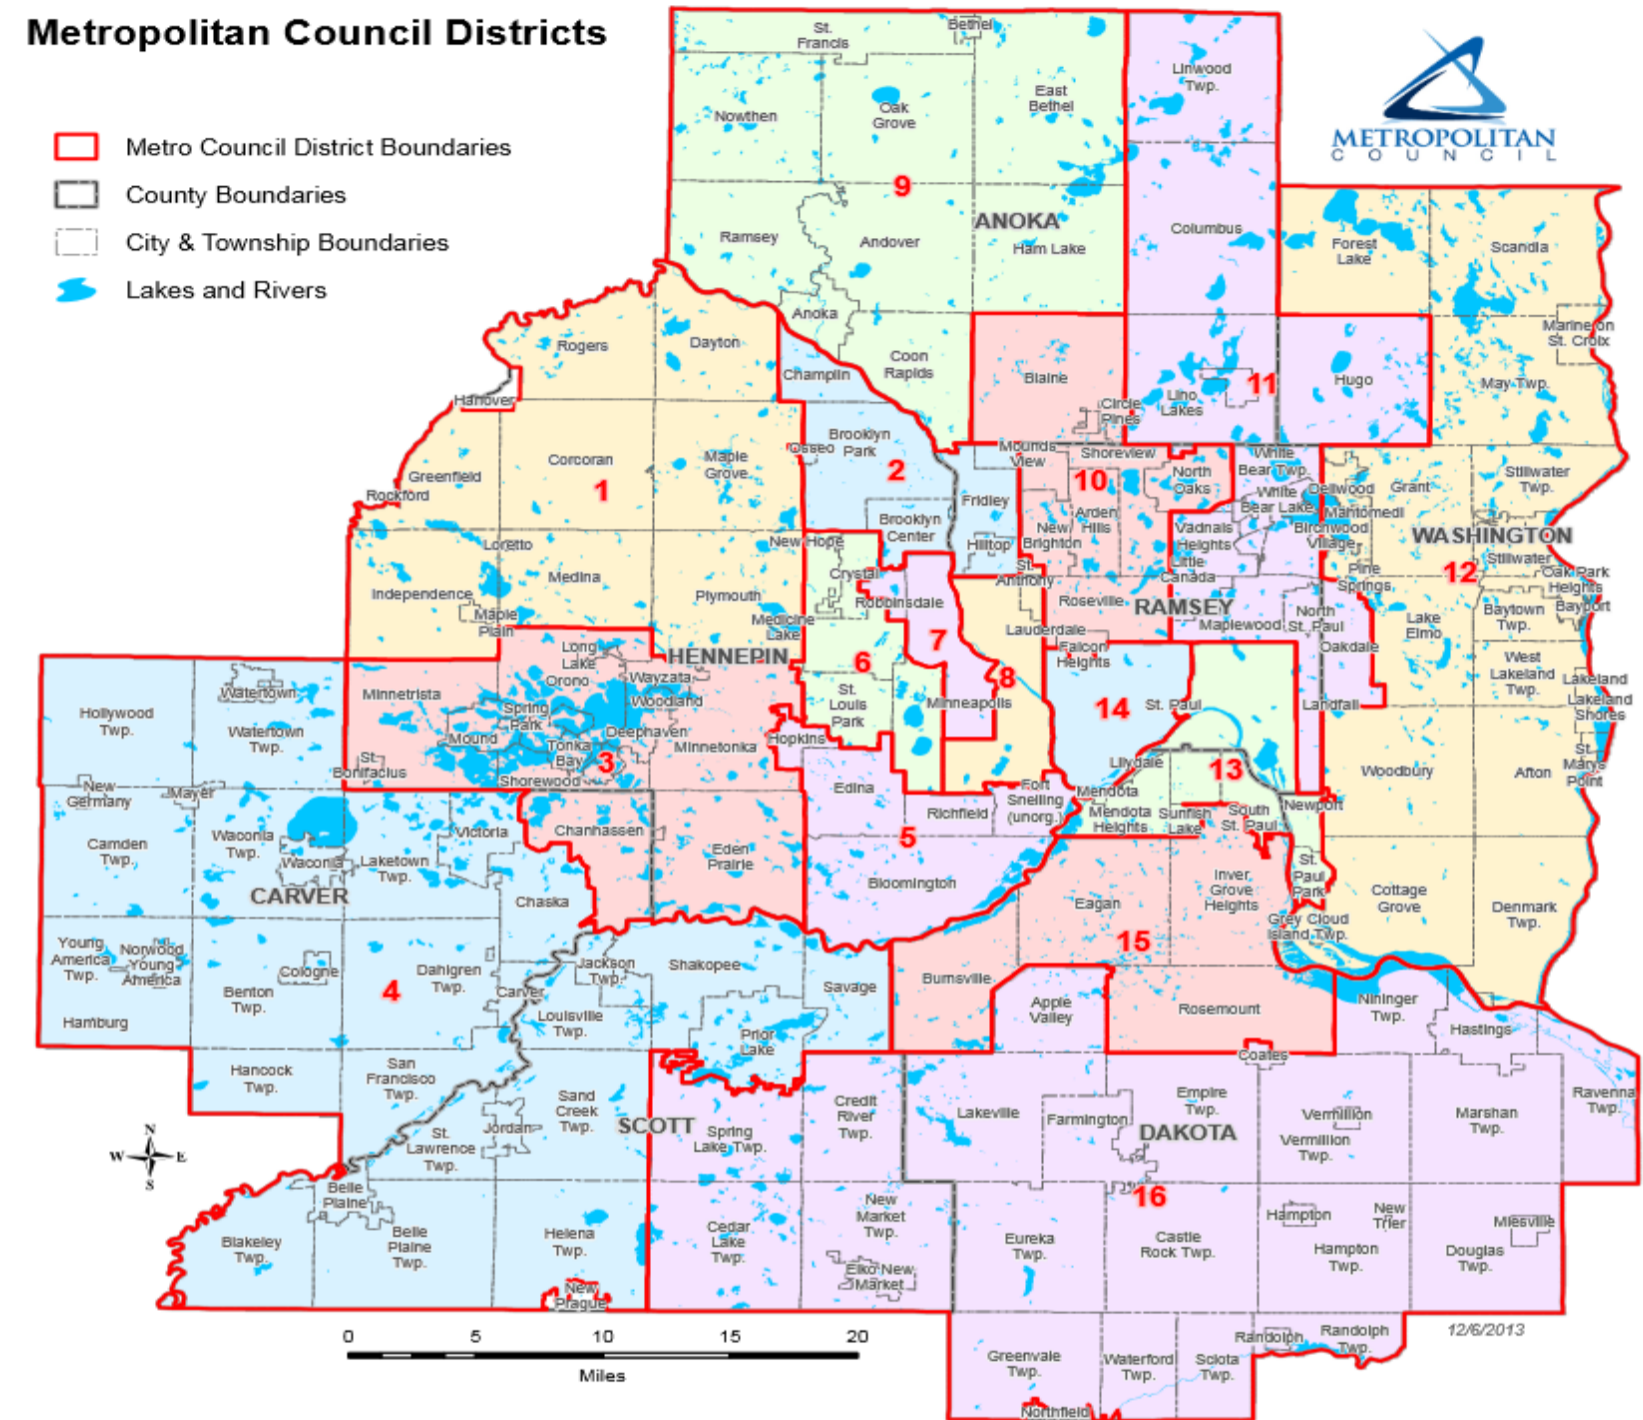 Metropolitan Council Districts
Metro Council District Boundaries
County Boundaries
City & Township Boundaries
Lakes and Rivers
METROPOLITAN
COUNCIL
St.
Francis
Bethel
Linwood
Twp.
Nowthen
Oak
Grove
East
Bethel
9
ANOKA
Ramsey
Andover
Ham Lake
Columbus
Forest
Lake
Scandia
Anoka
Marine on
St. Croix
Rogers
Dayton
Champlin
Coon
Rapids
Blaine
Circle
Pines
Lino
Lakes
11
Hugo
May Twp.
Hanover
Greenfield
Corcoran
Maple
Grove
Osseo
Brooklyn
Park
2
Mounds
View
Shoreview
10
North
Oaks
White
Bear Twp.
White
Bear Lake
Dellwood
Grant
Stillwater
Twp.
Rockford
1
Fridley
Arden
Hills
Mahtomedi
Birchwood
Village
WASHINGTON
Brooklyn
Center
New
Brighton
Vadnais
Heights
New Hope
Hilltop
Loretto
Medina
Crystal
St.
Anthony
Little
Canada
Pine
Springs
12
Stillwater
Oak Park
Heights
Independence
Maple
Plain
Plymouth
Medicine
Lake
Robbinsdale
Roseville
RAMSEY
Maplewood
North
St. Paul
Lake
Elmo
Baytown
Twp.
Bayport
Lauderdale
Falcon
Heights
7
Oakdale
West
Lakeland
Twp.
Lakeland
Lakeland
Shores
Long
Lake
HENNEPIN
6
8
Orono
Wayzata
Woodland
Minnetrista
Watertown
Hollywood
Twp.
Watertown
Twp.
Spring
Park
Mound
Deephaven
Minnetonka
St.
Louis
Park
Minneapolis
14
St. Paul
Landfall
Hopkins
Tonka
Bay
3
St.
Bonifacius
Shorewood
Lilydale
13
Woodbury
Afton
St.
Marys
Point
New
Germany
Mayer
Edina
Richfield
Fort
Snelling
(unorg.)
Mendota
Mendota
Heights
Sunfish
Lake
South
St. Paul
Newport
Camden
Twp.
Waconia
Twp.
Waconia
Laketown
Twp.
Victoria
Chanhassen
Eden
Prairie
5
Bloomington
CARVER
Chaska
Inver
Grove
Heights
St.
Paul
Park
Cottage
Grove
Denmark
Twp.
Eagan
Grey Cloud
Island Twp.
Young
America
Twp.
Norwood
Young
America
Cologne
Benton
Twp.
4
Dahlgren
Twp.
Carver
Jackson
Twp.
Shakopee
Savage
Burnsville
15
Hamburg
Louisville
Twp.
Prior
Lake
Apple
Valley
Rosemount
Nininger
Twp.
Hastings
Coates
Hancock
Twp.
San
Francisco
Twp.
Sand
Creek
Twp.
Jordan
St.
Lawrence
Twp.
SCOTT
Spring
Lake Twp.
Credit
River
Twp.
Lakeville
Farmington
Empire
Twp.
DAKOTA
Vermillion
Vermillion
Twp.
Marshan
Twp.
Ravenna
Twp.
N
W
E
S
Belle
Plaine
16
Blakeley
Twp.
Belle
Plaine
Twp.
Helena
Twp.
Cedar
Lake
Twp.
New
Market
Twp.
Elko New
Market
Eureka
Twp.
Castle
Rock Twp.
Hampton
New
Trier
Hampton
Twp.
Miesville
Douglas
Twp.
New
Prague
0 5 10 15 20
Miles
Greenvale
Twp.
Waterford
Twp.
Sciota
Twp.
Randolph
Randolph
Twp.
12/6/2013
Northfield